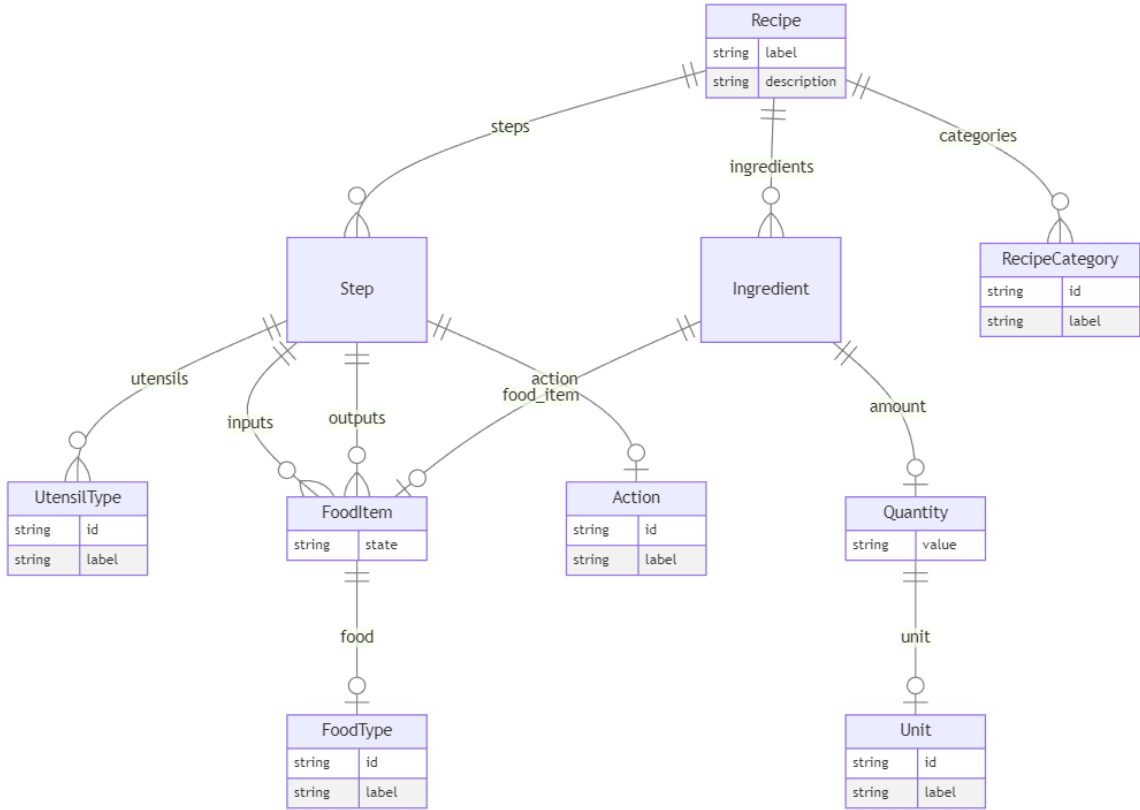 Recipe
string label
string description
steps
ingredients
categories
Step
Ingredient
RecipeCategory
string id
string label
utensils
inputs
outputs
action
food_item
amount
UtensilType
string id
string label
FoodItem
string state
Action
string id
string label
Quantity
string value
food
unit
FoodType
string id
string label
Unit
string id
string label